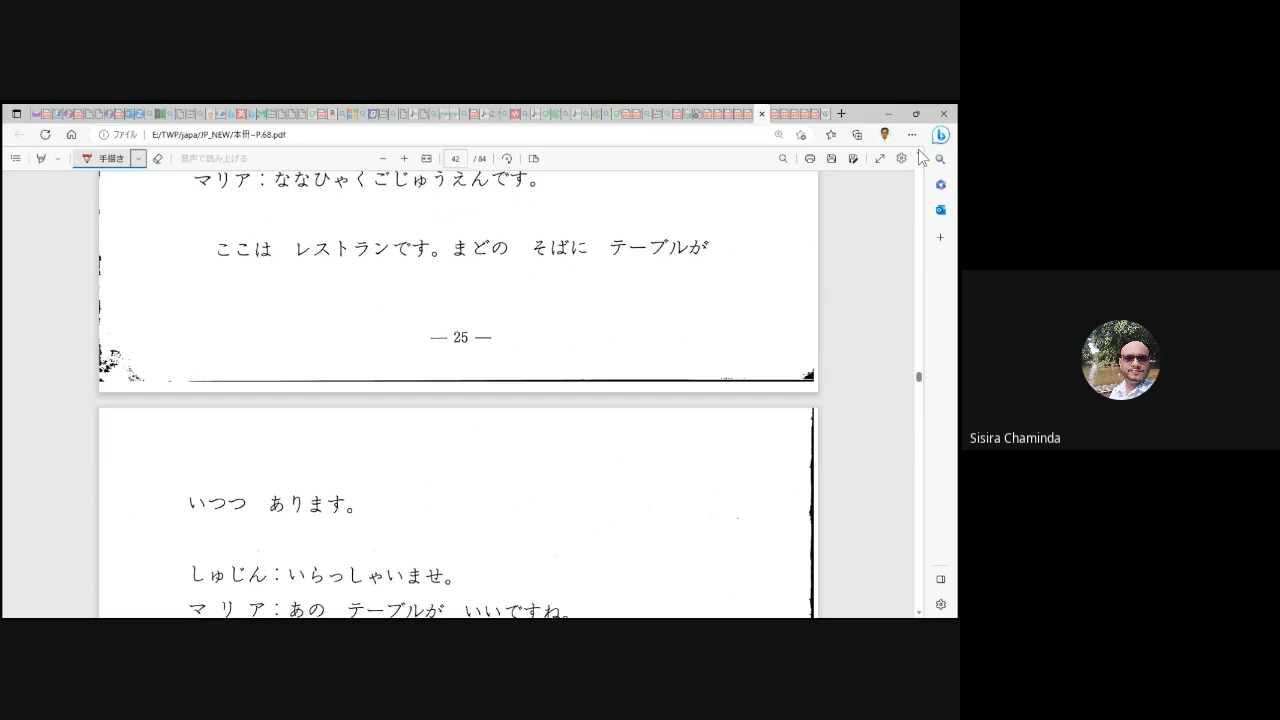 ファイル | E:/TWP/japa/JP_NEW/本冊~P.68.pdf
手描き 音声で読み上げる 42 / 84
マリア：ななひゃくごじゅうえんです。
ここは　レストランです。まどの　そばに　テーブルが
— 25 —
いつつ　あります。
しゅじん：いらっしゃいませ。
マ リ ア：あの　テーブルが　いいですね。
Sisira Chaminda